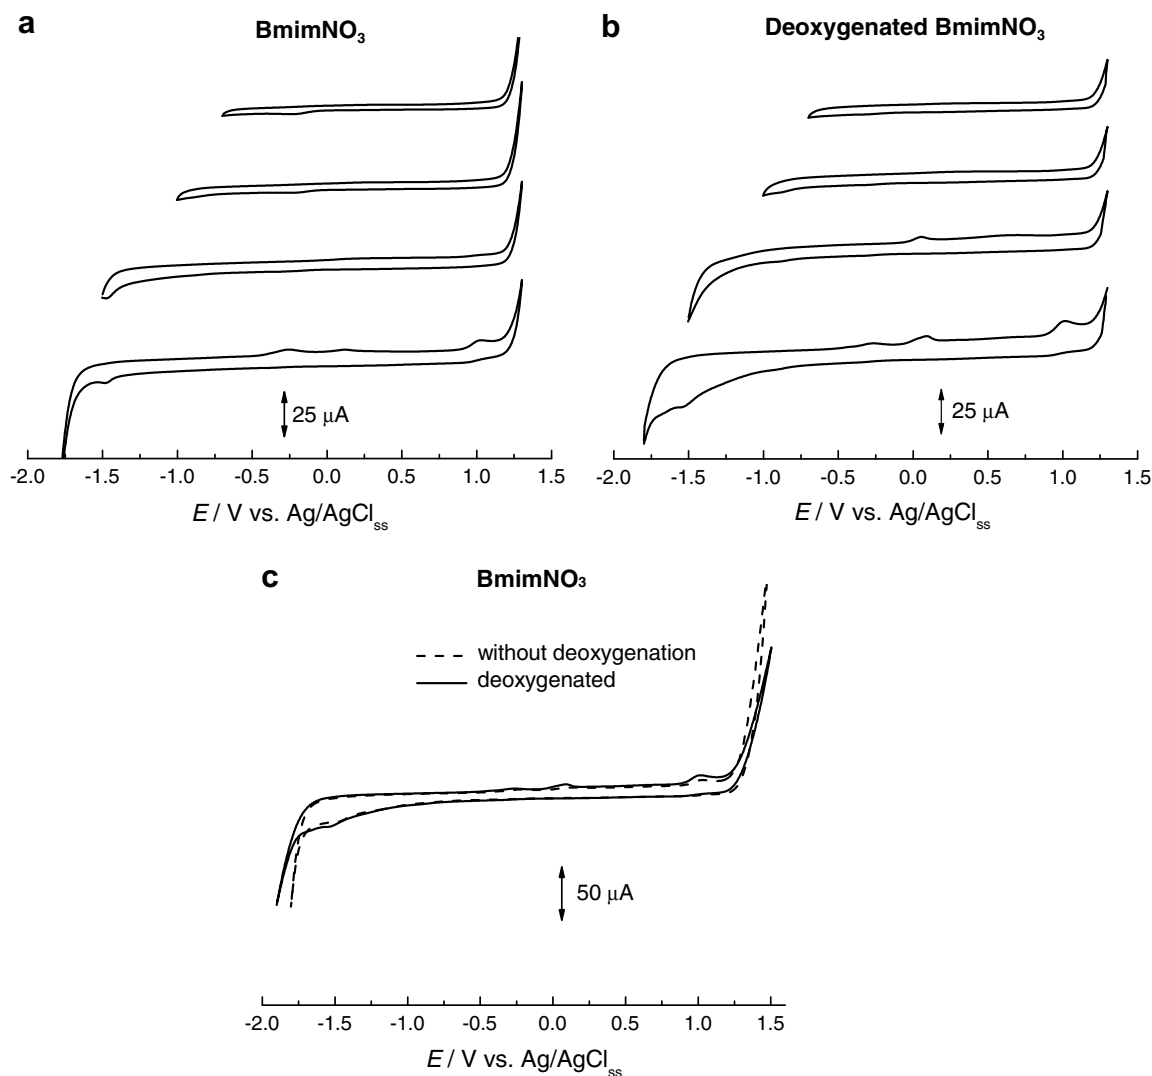 a
BmimNO₃
25 μA
-2.0 -1.5 -1.0 -0.5 0.0 0.5 1.0 1.5
E / V vs. Ag/AgClss
b
Deoxygenated BmimNO₃
25 μA
-2.0 -1.5 -1.0 -0.5 0.0 0.5 1.0 1.5
E / V vs. Ag/AgClss
c
BmimNO₃
without deoxygenation
deoxygenated
50 μA
-2.0 -1.5 -1.0 -0.5 0.0 0.5 1.0 1.5
E / V vs. Ag/AgClss